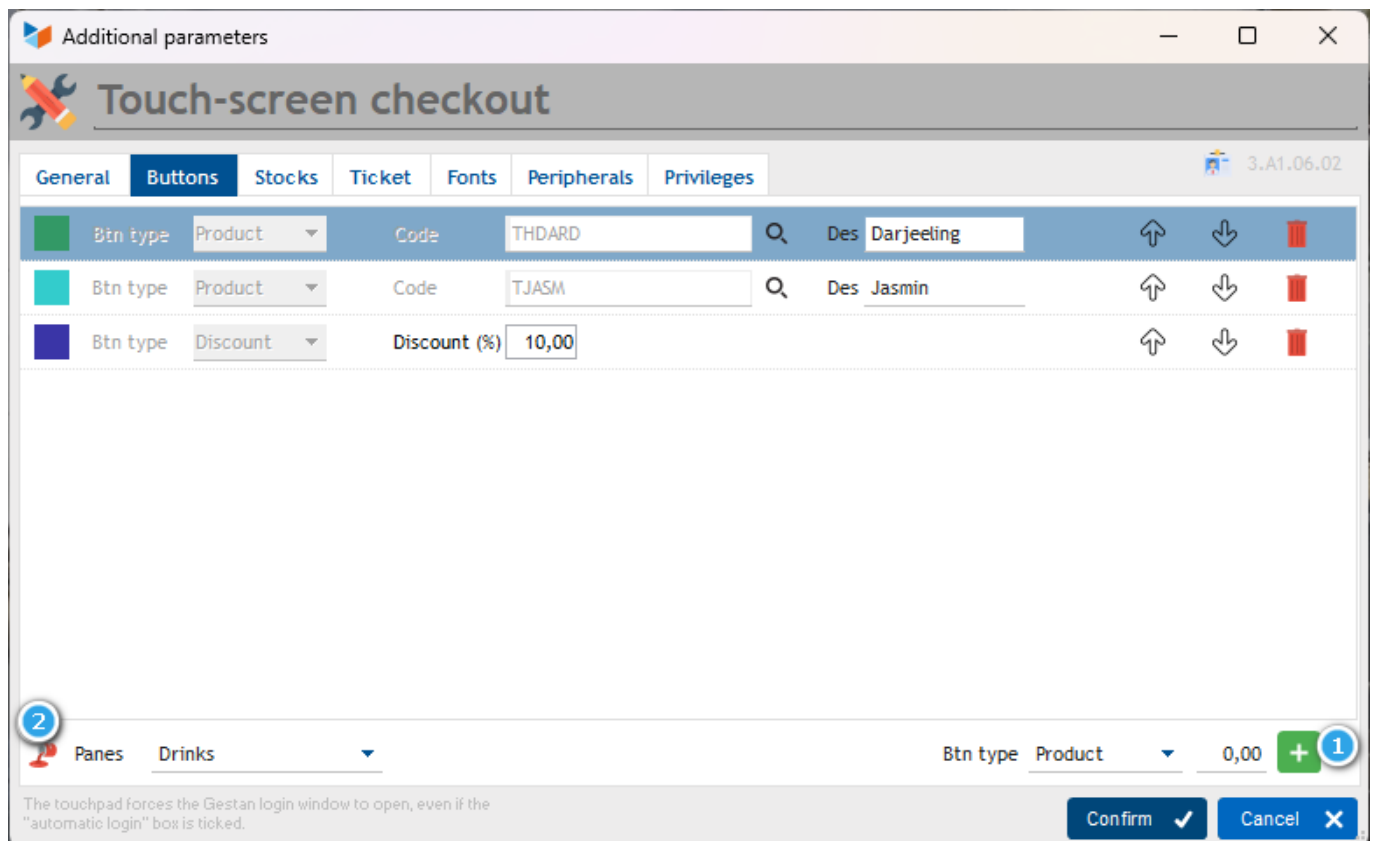 Additional parameters
Touch-screen checkout
General Buttons Stocks Ticket Fonts Peripherals Privileges 3.A1.06.02
Btn type Product Code THDARD Des Darjeeling
Btn type Product Code TJASM Des Jasmin
Btn type Discount Discount (%) 10,00
2
Panes Drinks Btn type Product 0,00 + 1
The touchpad forces the Gestan login window to open, even if the
"automatic login" box is ticked.
Confirm Cancel